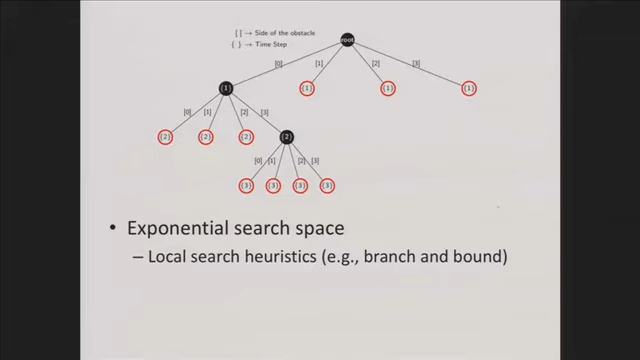 [ ] → Side of the obstacle
{ } → Time Step
root
[0] [1] [2] [3]
{1} {1} {1} {1}
[0] [1] [2] [3]
{2} {2} {2} {2}
[0] [1] [2] [3]
{3} {3} {3} {3}
• Exponential search space
– Local search heuristics (e.g., branch and bound)